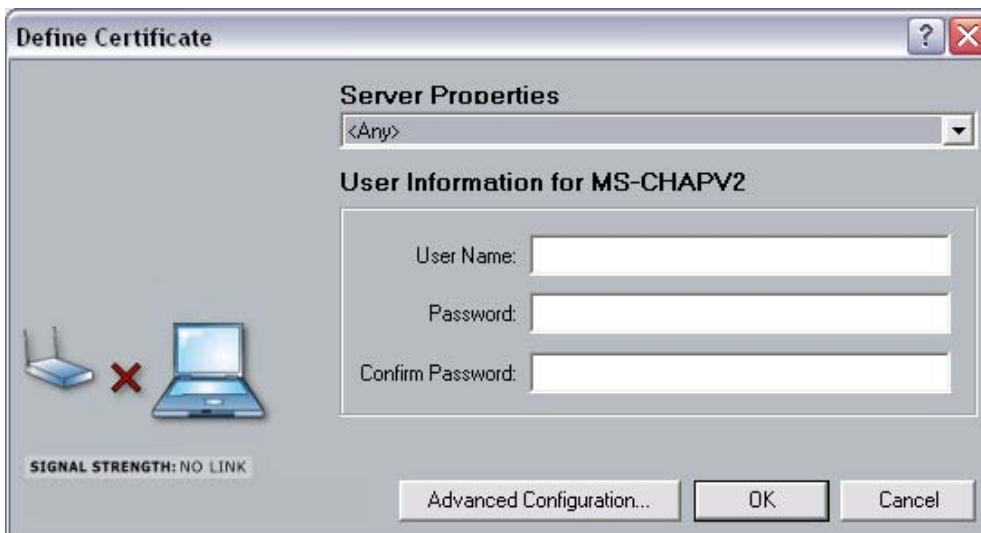 Define Certificate
?
Server Properties
<Any>
User Information for MS-CHAPV2
User Name:
Password:
Confirm Password:
SIGNAL STRENGTH: NO LINK
Advanced Configuration...
OK
Cancel